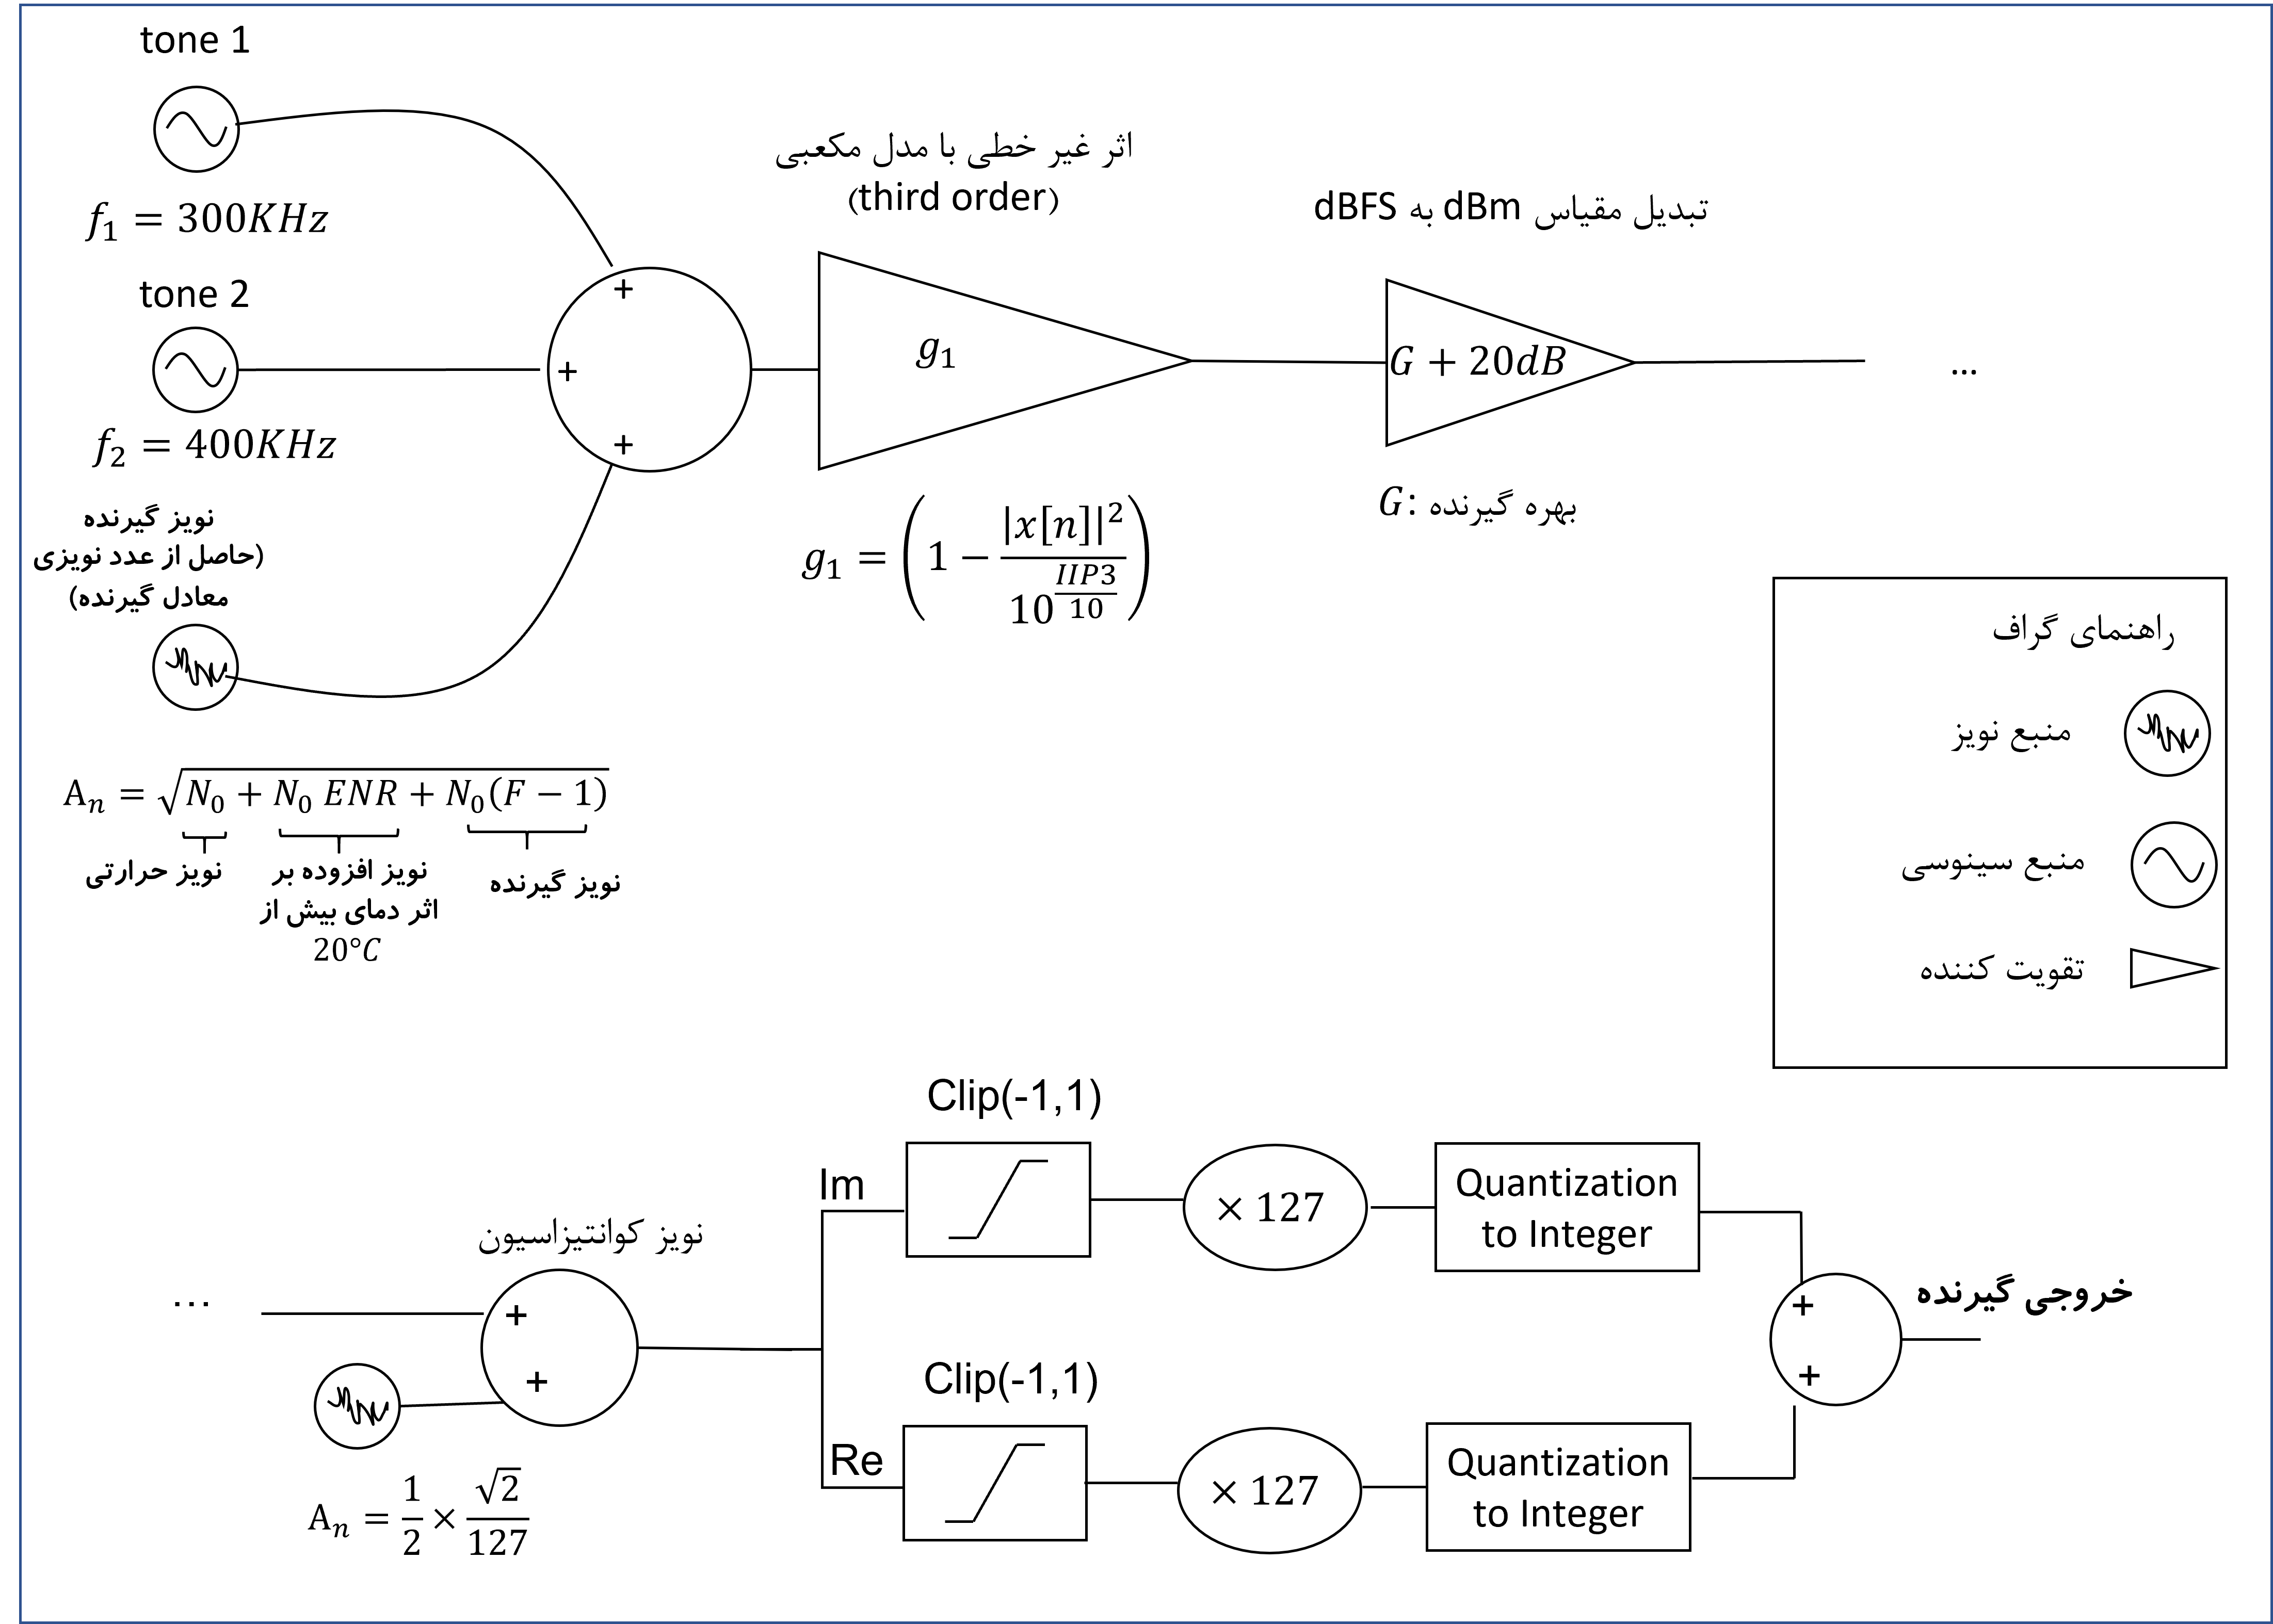 tone 1
f₁ = 300KHz
tone 2
f₂ = 400KHz
نویز گیرنده
(حاصل از عدد نویزی
معادل گیرنده)
Aₙ = √(N₀ + N₀ ENR + N₀(F − 1))
نویز حرارتی
نویز افزوده بر
اثر دمای بیش از
20°C
نویز گیرنده
+
+
+
اثر غیر خطی با مدل مکعبی
(third order)
g₁
g₁ = (1 − |x[n]|² / 10^(IIP3/10))
تبدیل مقیاس dBm به dBFS
G + 20dB
G: بهره گیرنده
...
راهنمای گراف
منبع نویز
منبع سینوسی
تقویت کننده
...
نویز کوانتیزاسیون
+
+
Aₙ = 1/2 × √2/127
Im
Clip(-1,1)
× 127
Quantization
to Integer
Re
Clip(-1,1)
× 127
Quantization
to Integer
+
+
خروجی گیرنده